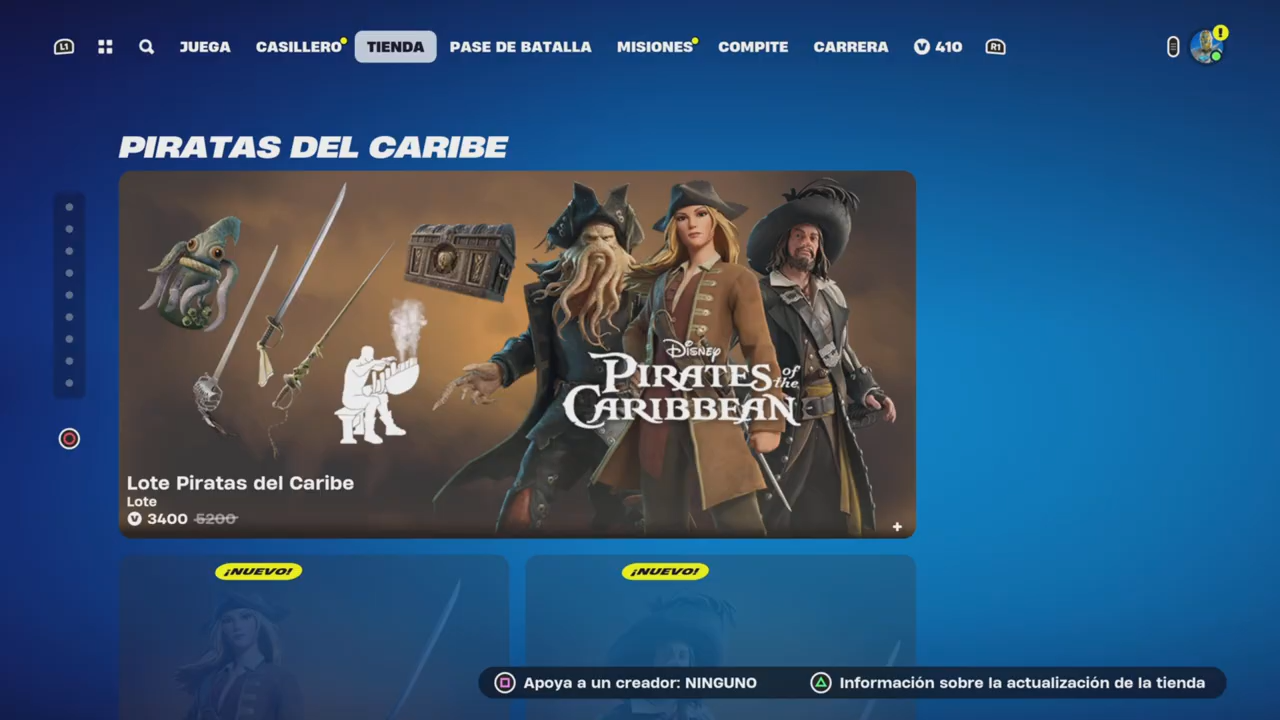 L1 JUEGA CASILLERO TIENDA PASE DE BATALLA MISIONES COMPITE CARRERA V 410 R1 !
PIRATAS DEL CARIBE
DISNEY
PIRATES of the
CARIBBEAN
Lote Piratas del Caribe
Lote
V 3400 5200
+
¡NUEVO! ¡NUEVO!
Apoya a un creador: NINGUNO Información sobre la actualización de la tienda